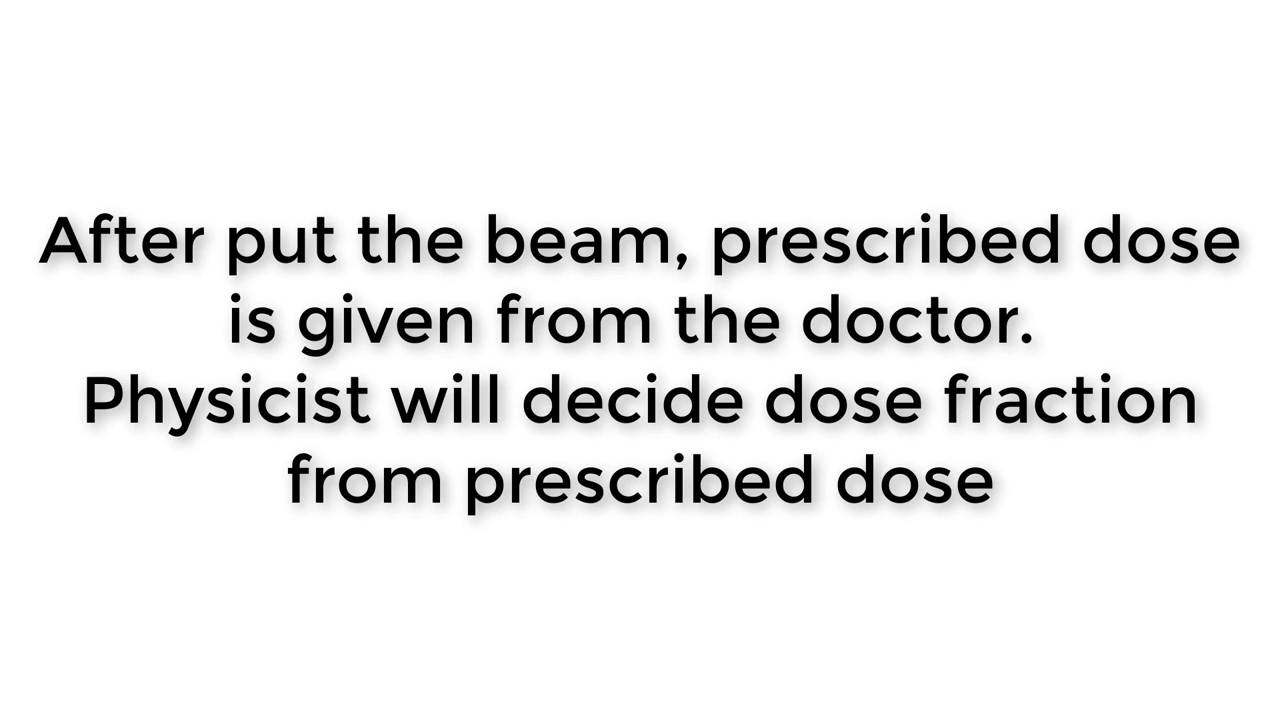 After put the beam, prescribed dose
is given from the doctor.
Physicist will decide dose fraction
from prescribed dose